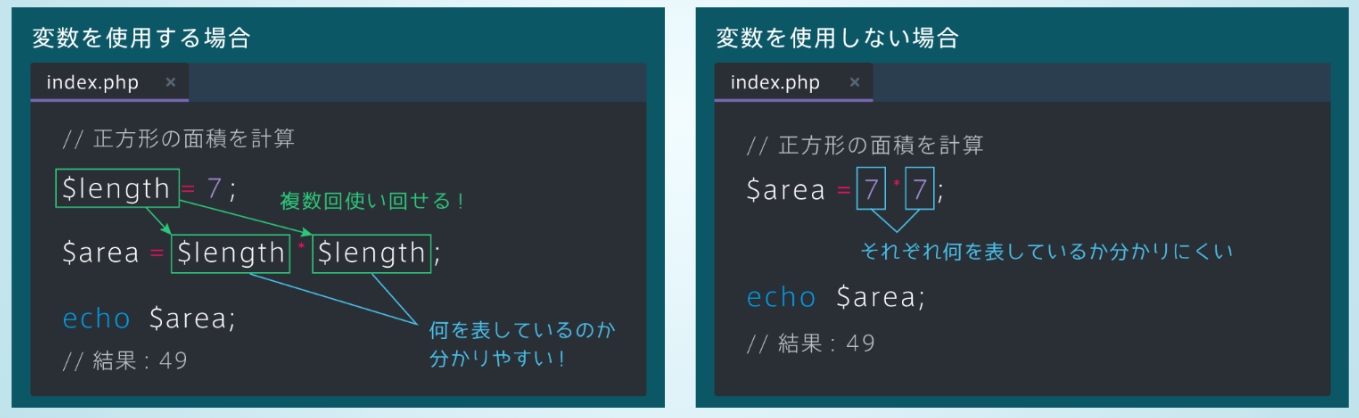 変数を使用する場合
index.php ×
// 正方形の面積を計算
$length = 7;
複数回使い回せる!
$area = $length * $length;
echo $area;
何を表しているのか
分かりやすい!
// 結果:49
変数を使用しない場合
index.php ×
// 正方形の面積を計算
$area = 7 * 7;
それぞれ何を表しているか分かりにくい
echo $area;
// 結果:49